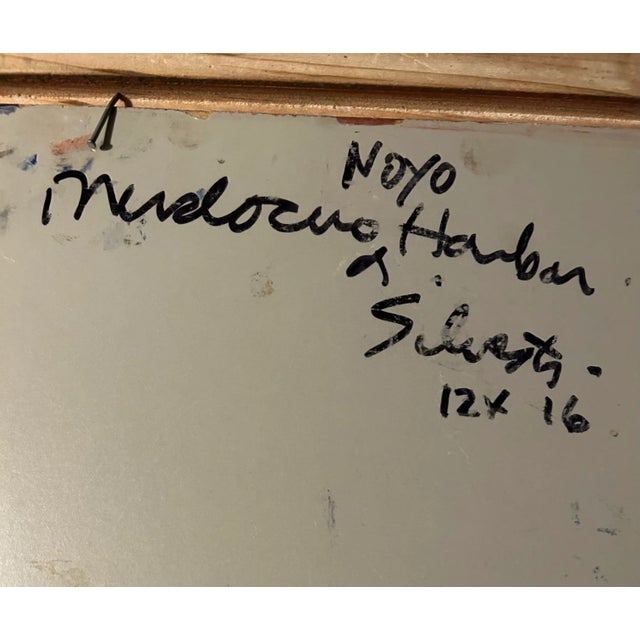 NOYO
Mendocino Harbor
Silvestri
12x 16